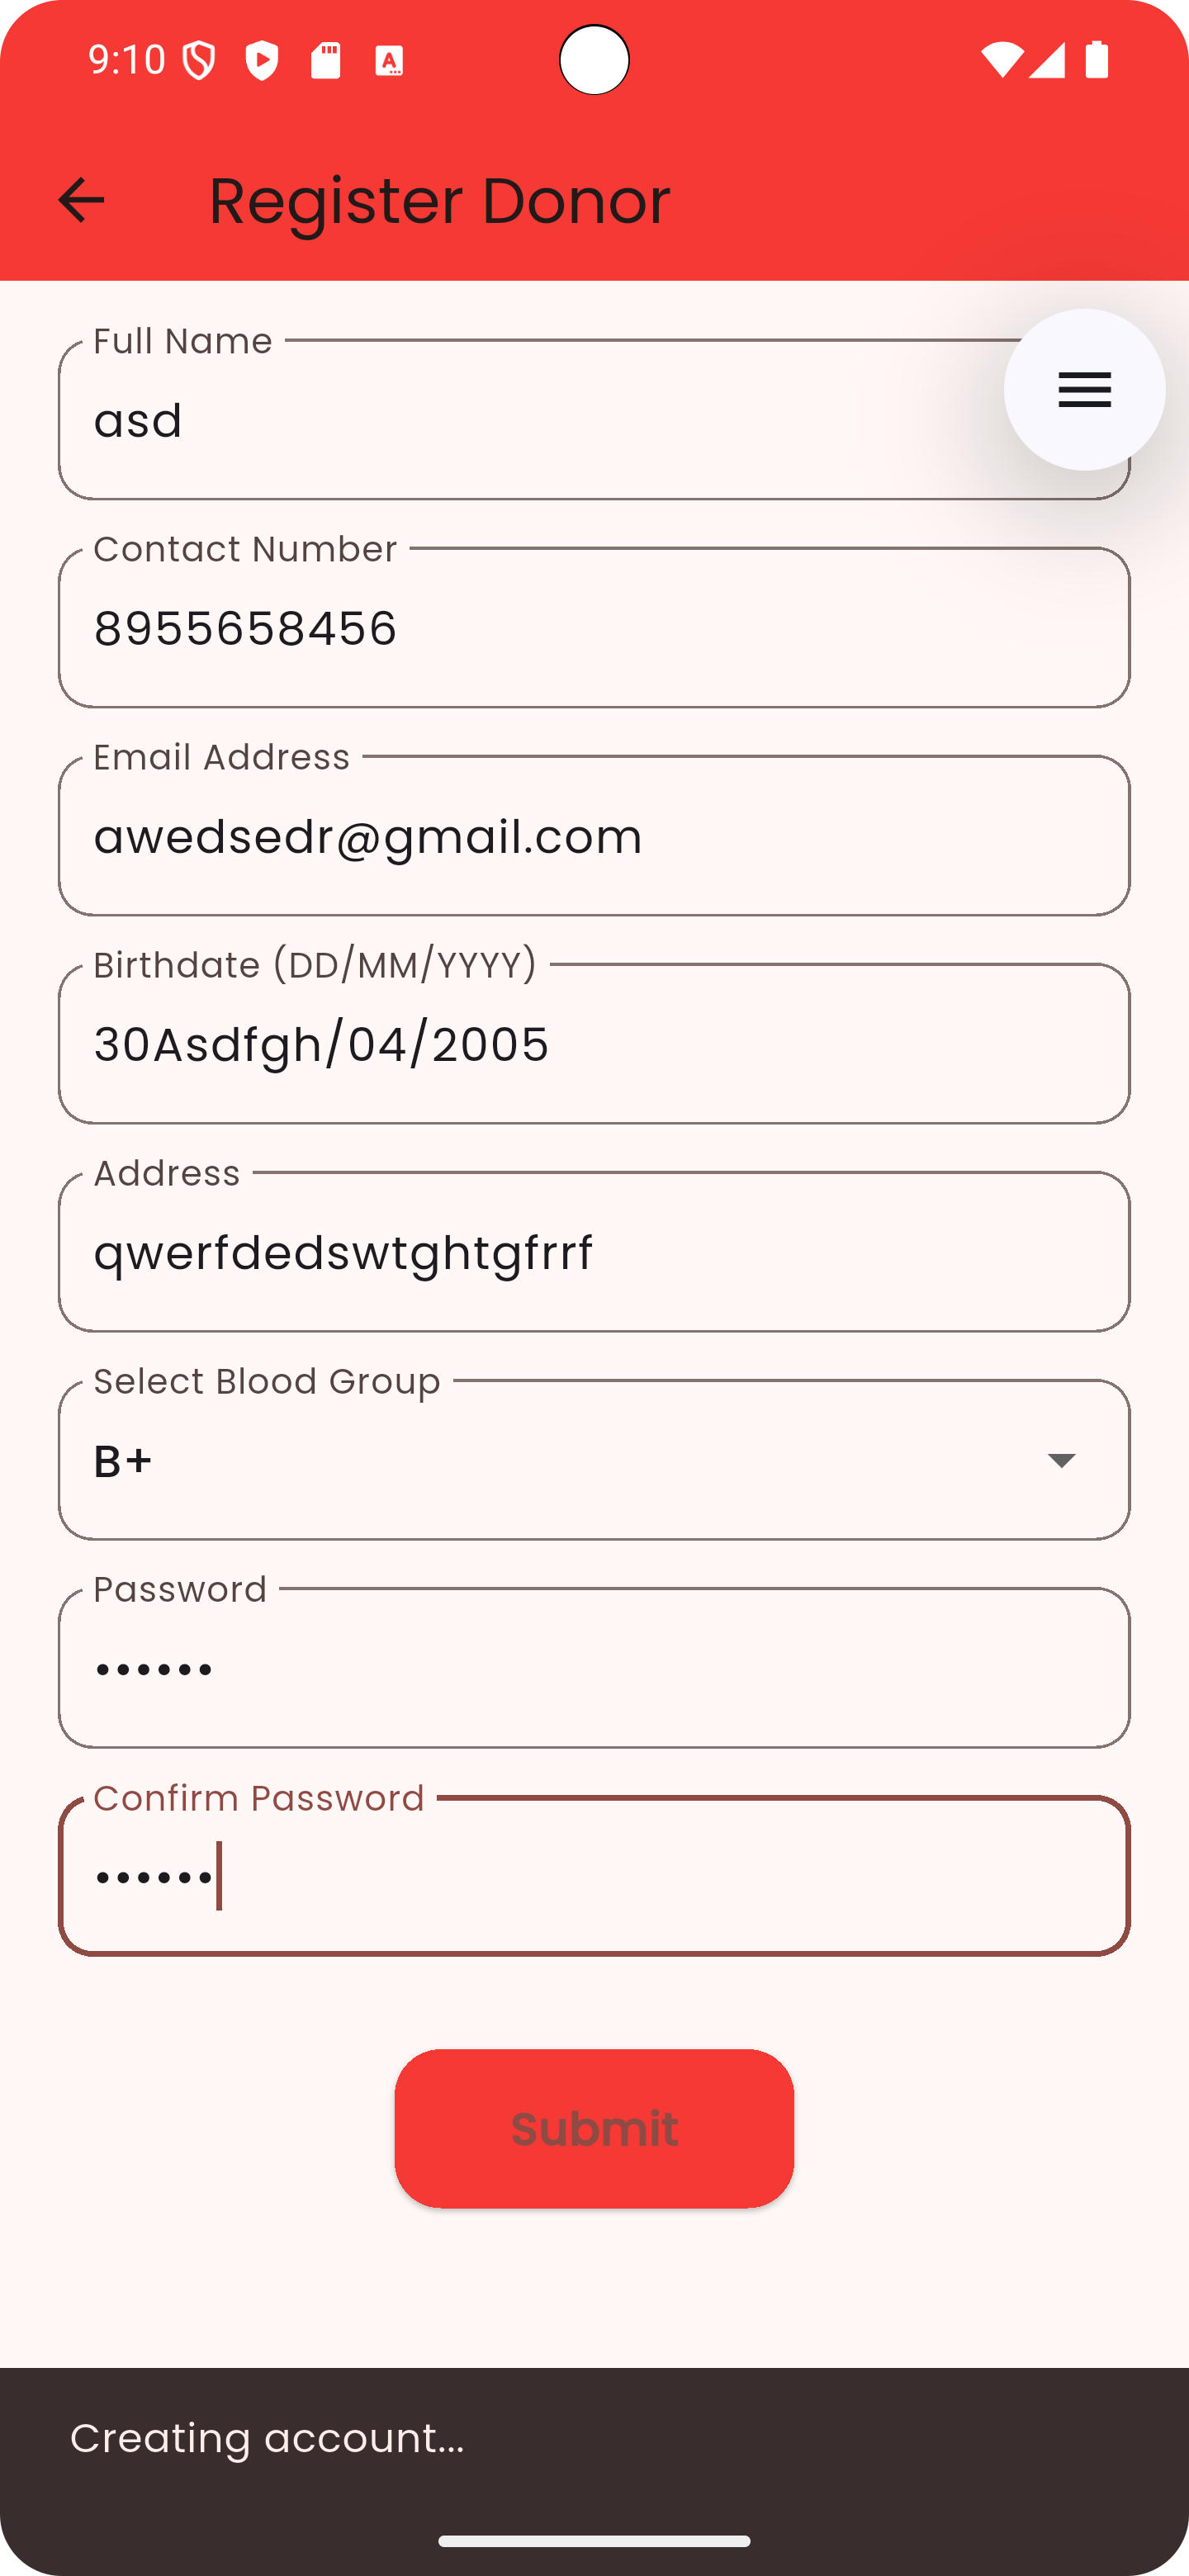 9:10
Register Donor
Full Name
asd
Contact Number
8955658456
Email Address
awedsedr@gmail.com
Birthdate (DD/MM/YYYY)
30Asdfgh/04/2005
Address
qwerfdedswtghtgfrrf
Select Blood Group
B+
Password
••••••
Confirm Password
••••••
Submit
Creating account...